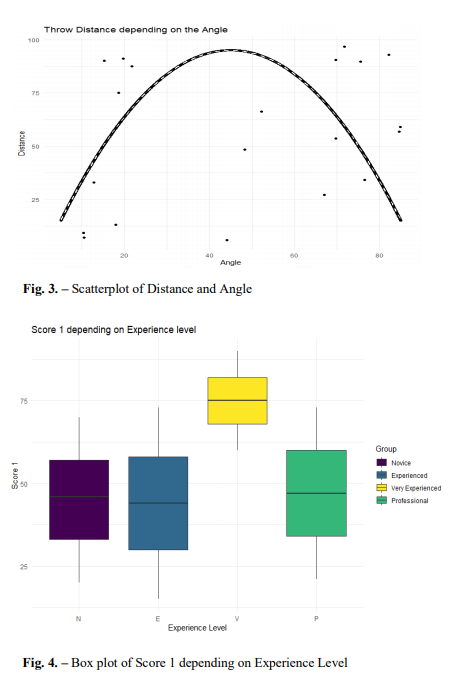 Throw Distance depending on the Angle
100
75
50
25
Distance
20 40 60 80
Angle
Fig. 3. – Scatterplot of Distance and Angle
Score 1 depending on Experience level
75
50
25
Score 1
N E V P
Experience Level
Group
Novice
Experienced
Very Experienced
Professional
Fig. 4. – Box plot of Score 1 depending on Experience Level